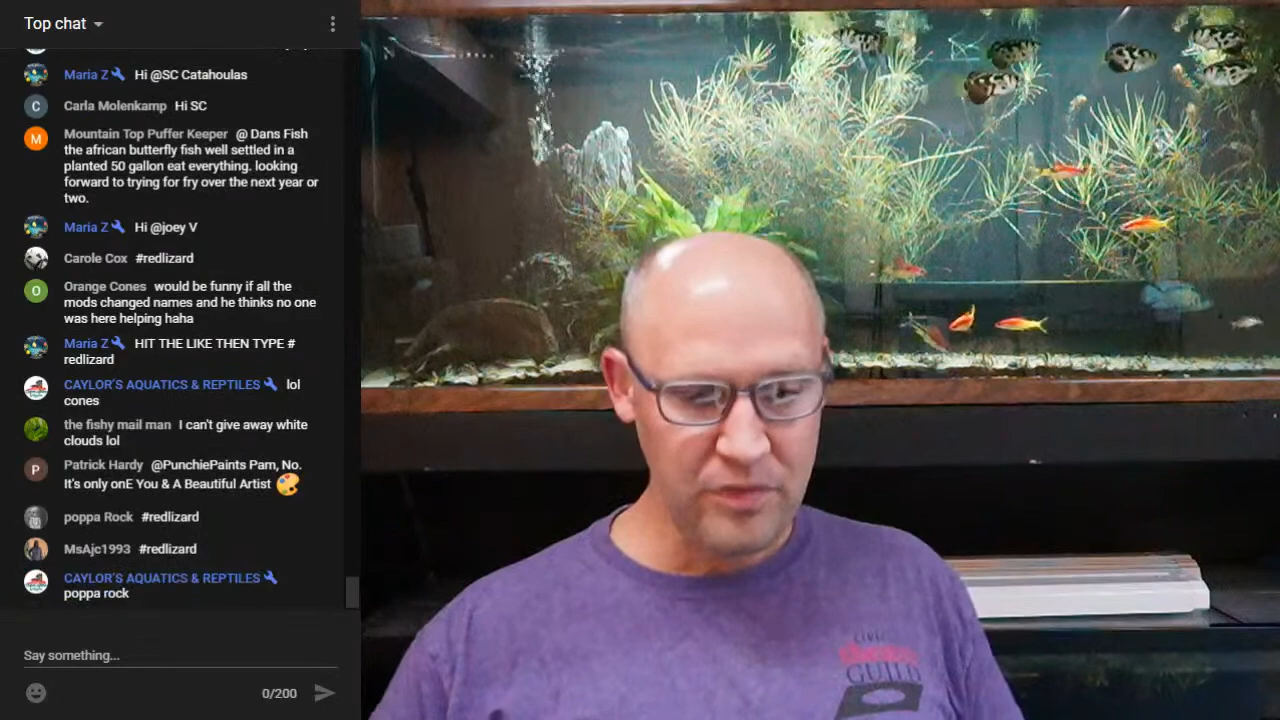 Top chat
Maria Z Hi @SC Catahoulas
Carla Molenkamp Hi SC
Mountain Top Puffer Keeper @ Dans Fish
the african butterfly fish well settled in a
planted 50 gallon eat everything. looking
forward to trying for fry over the next year or
two.
Maria Z Hi @joey V
Carole Cox #redlizard
Orange Cones would be funny if all the
mods changed names and he thinks no one
was here helping haha
Maria Z HIT THE LIKE THEN TYPE #
redlizard
CAYLOR'S AQUATICS & REPTILES lol
cones
the fishy mail man I can't give away white
clouds lol
Patrick Hardy @PunchiePaints Pam, No.
It's only onE You & A Beautiful Artist
poppa Rock #redlizard
MsAjc1993 #redlizard
CAYLOR'S AQUATICS & REPTILES
poppa rock
Say something...
0/200
C
M
O
P
GUILD